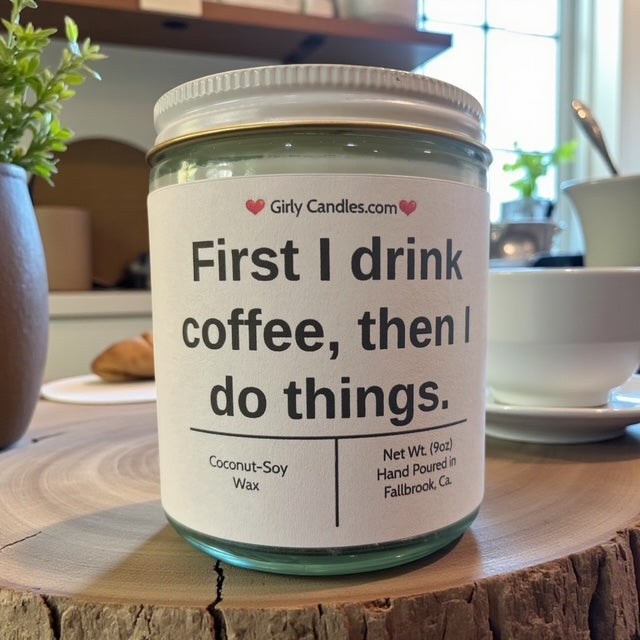 Girly Candles.com
First I drink
coffee, then I
do things.
Coconut-Soy
Wax
Net Wt. (9oz)
Hand Poured in
Fallbrook, Ca.